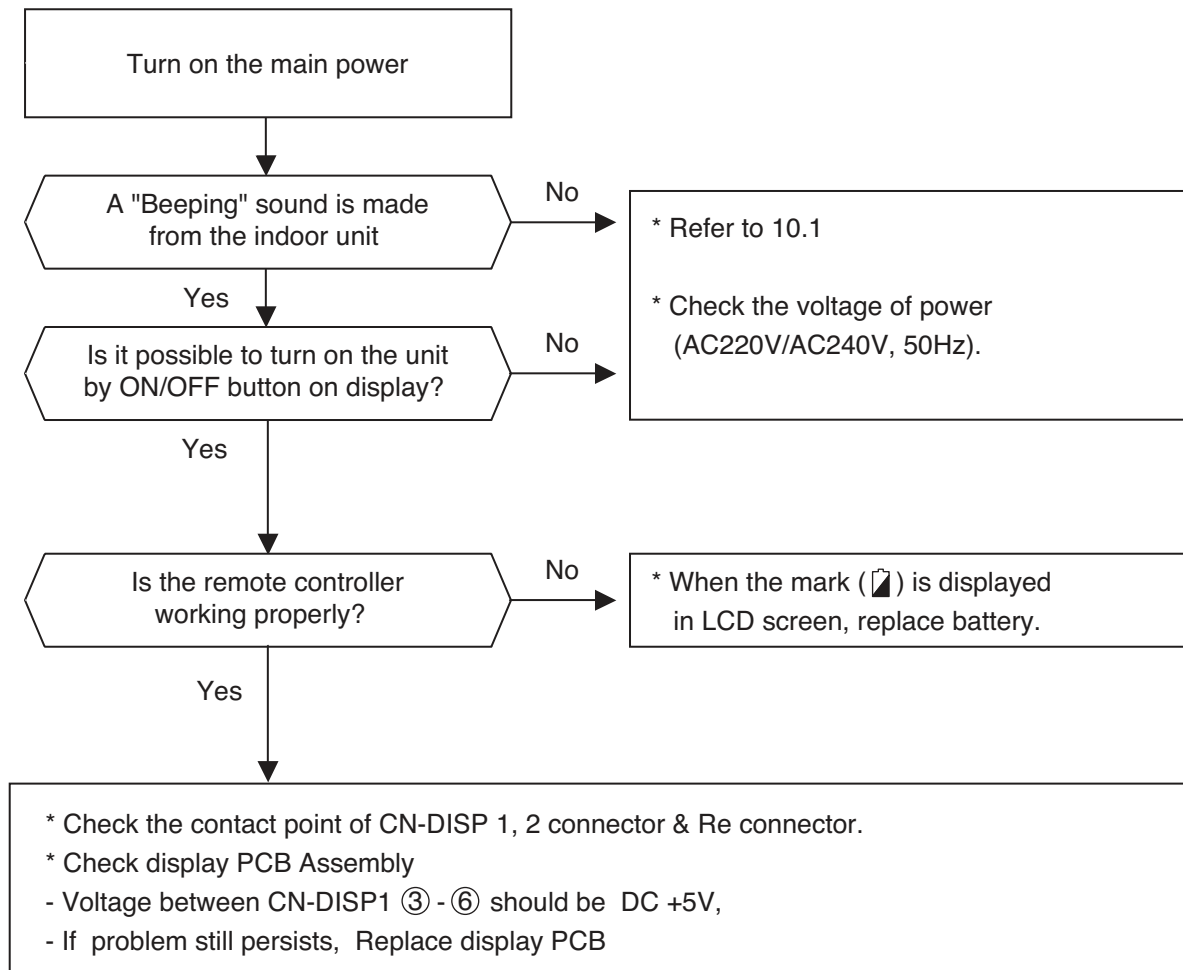 Turn on the main power
A "Beeping" sound is made
from the indoor unit
No
* Refer to 10.1
* Check the voltage of power
(AC220V/AC240V, 50Hz).
Yes
Is it possible to turn on the unit
by ON/OFF button on display?
No
Yes
Is the remote controller
working properly?
No
* When the mark ( ) is displayed
in LCD screen, replace battery.
Yes
* Check the contact point of CN-DISP 1, 2 connector & Re connector.
* Check display PCB Assembly
- Voltage between CN-DISP1 ③ - ⑥ should be DC +5V,
- If problem still persists, Replace display PCB